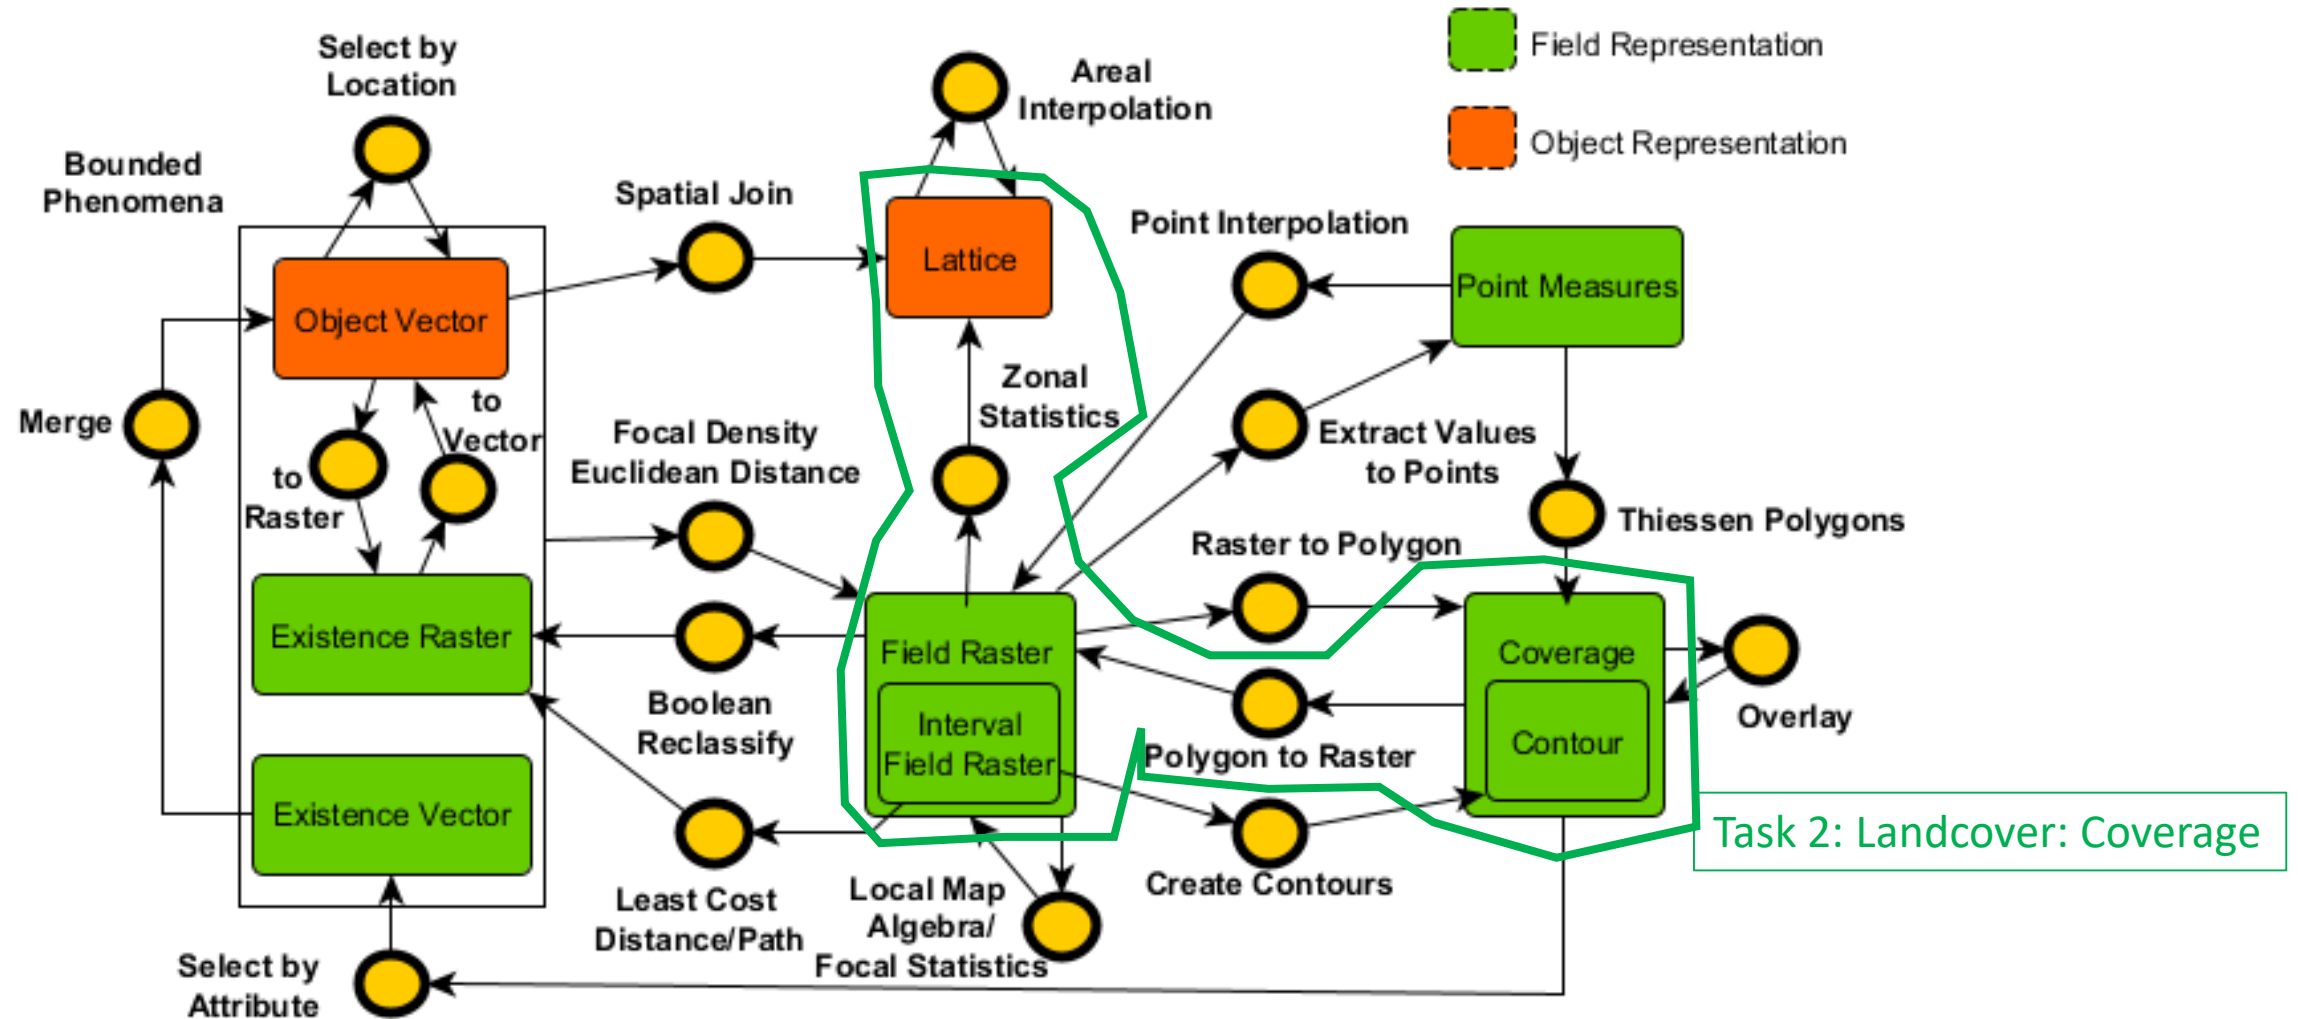 Select by
Location
Areal
Interpolation
Field Representation
Object Representation
Bounded
Phenomena
Spatial Join
Lattice
Point Interpolation
Point Measures
Object Vector
Merge
to
Vector
to
Raster
Focal Density
Euclidean Distance
Zonal
Statistics
Extract Values
to Points
Thiessen Polygons
Raster to Polygon
Existence Raster
Boolean
Reclassify
Field Raster
Interval
Field Raster
Polygon to Raster
Coverage
Contour
Overlay
Existence Vector
Least Cost
Distance/Path
Local Map
Algebra/
Focal Statistics
Create Contours
Task 2: Landcover: Coverage
Select by
Attribute